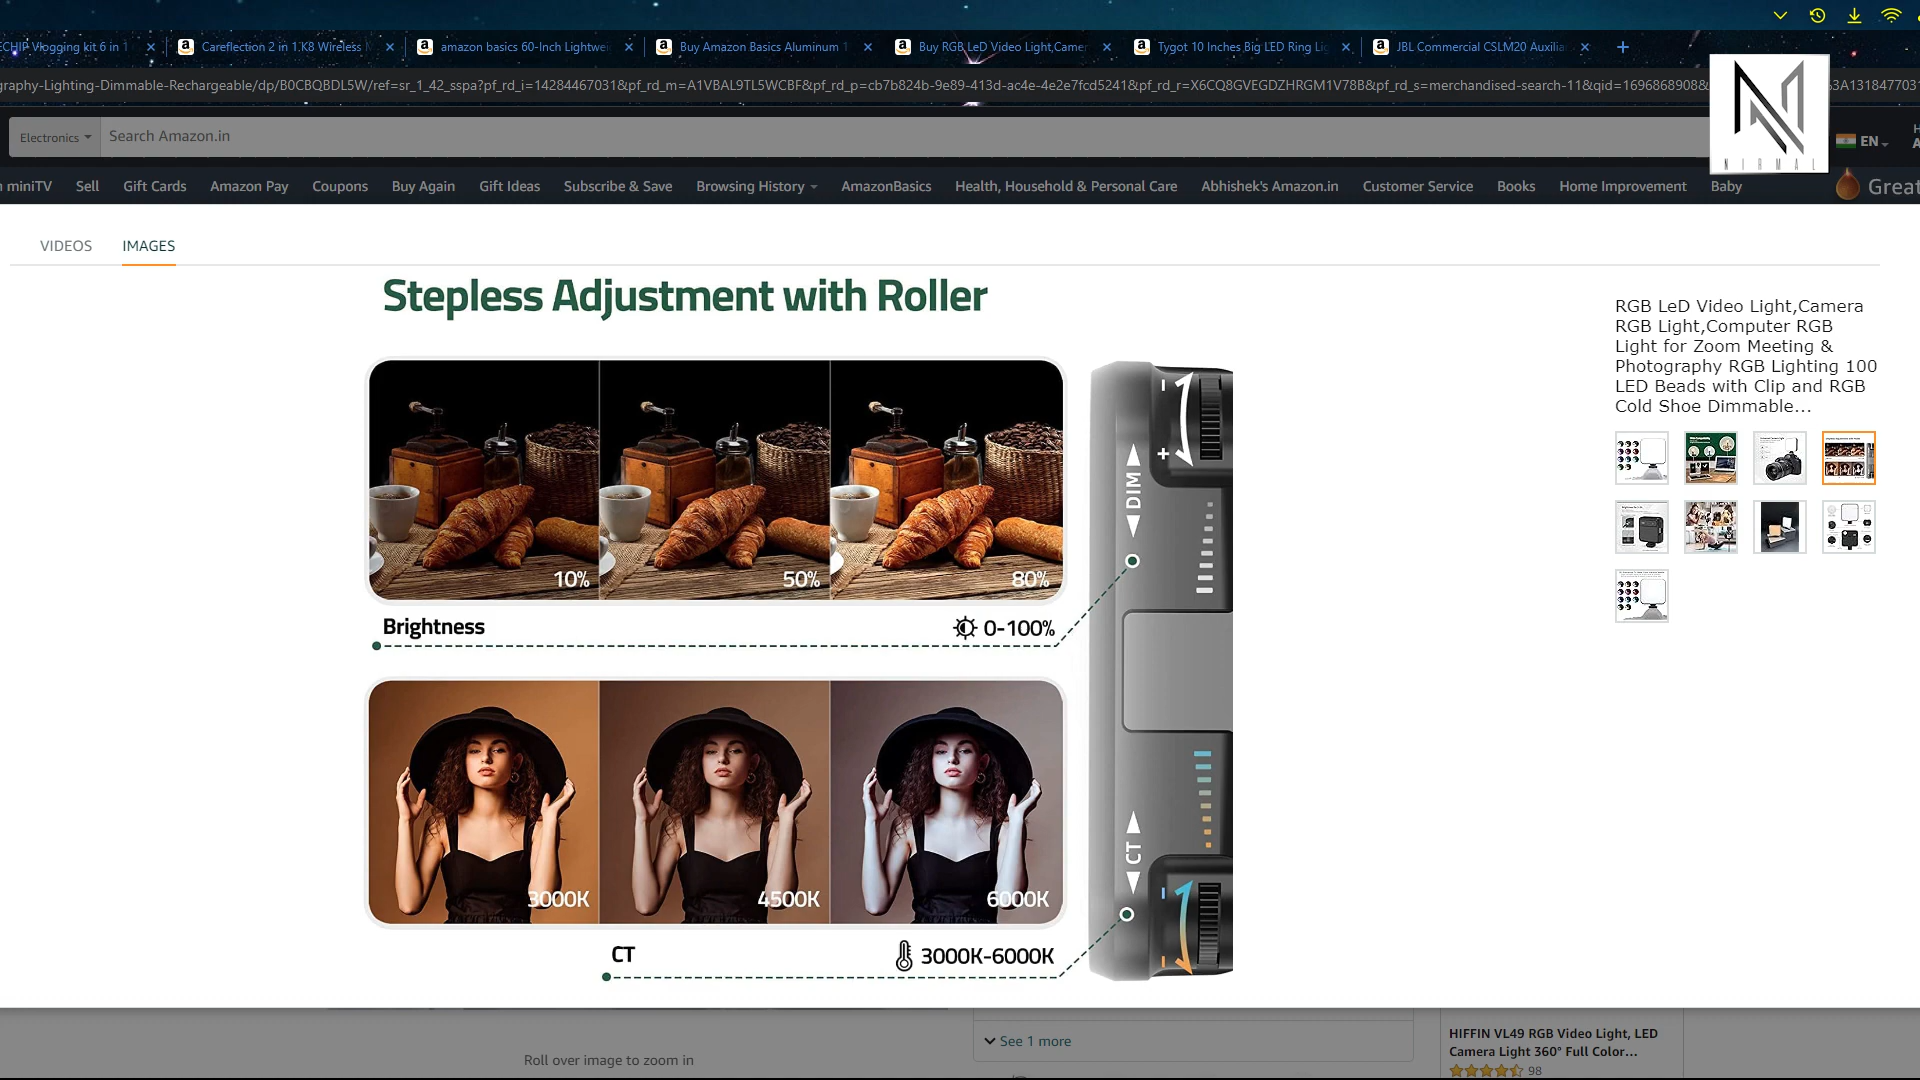 ECHIP Vlogging kit 6 in 1
Careflection 2 in 1 K8 Wireless
amazon basics 60-Inch Lightwei
Buy Amazon Basics Aluminum 1
Buy RGB LeD Video Light,Camer
Tygot 10 Inches Big LED Ring Li
JBL Commercial CSLM20 Auxilia
graphy-Lighting-Dimmable-Rechargeable/dp/B0CBQBDL5W/ref=sr_1_42_sspa?pf_rd_i=14284467031&pf_rd_m=A1VBAL9TL5WCBF&pf_rd_p=cb7b824b-9e89-413d-ac4e-4e2e7fcd5241&pf_rd_r=X6CQ8GVEGDZHRGM1V78B&pf_rd_s=merchandised-search-11&qid=1696868908&
3A131847703
NIRMAL
Electronics
Search Amazon.in
EN
miniTV
Sell
Gift Cards
Amazon Pay
Coupons
Buy Again
Gift Ideas
Subscribe & Save
Browsing History
AmazonBasics
Health, Household & Personal Care
Abhishek's Amazon.in
Customer Service
Books
Home Improvement
Baby
Great
VIDEOS
IMAGES
Stepless Adjustment with Roller
10%
50%
80%
Brightness
0-100%
3000K
4500K
6000K
CT
3000K-6000K
- +
DIM
CT
RGB LeD Video Light,Camera
RGB Light,Computer RGB
Light for Zoom Meeting &
Photography RGB Lighting 100
LED Beads with Clip and RGB
Cold Shoe Dimmable...
See 1 more
Roll over image to zoom in
HIFFIN VL49 RGB Video Light, LED
Camera Light 360° Full Color...
98